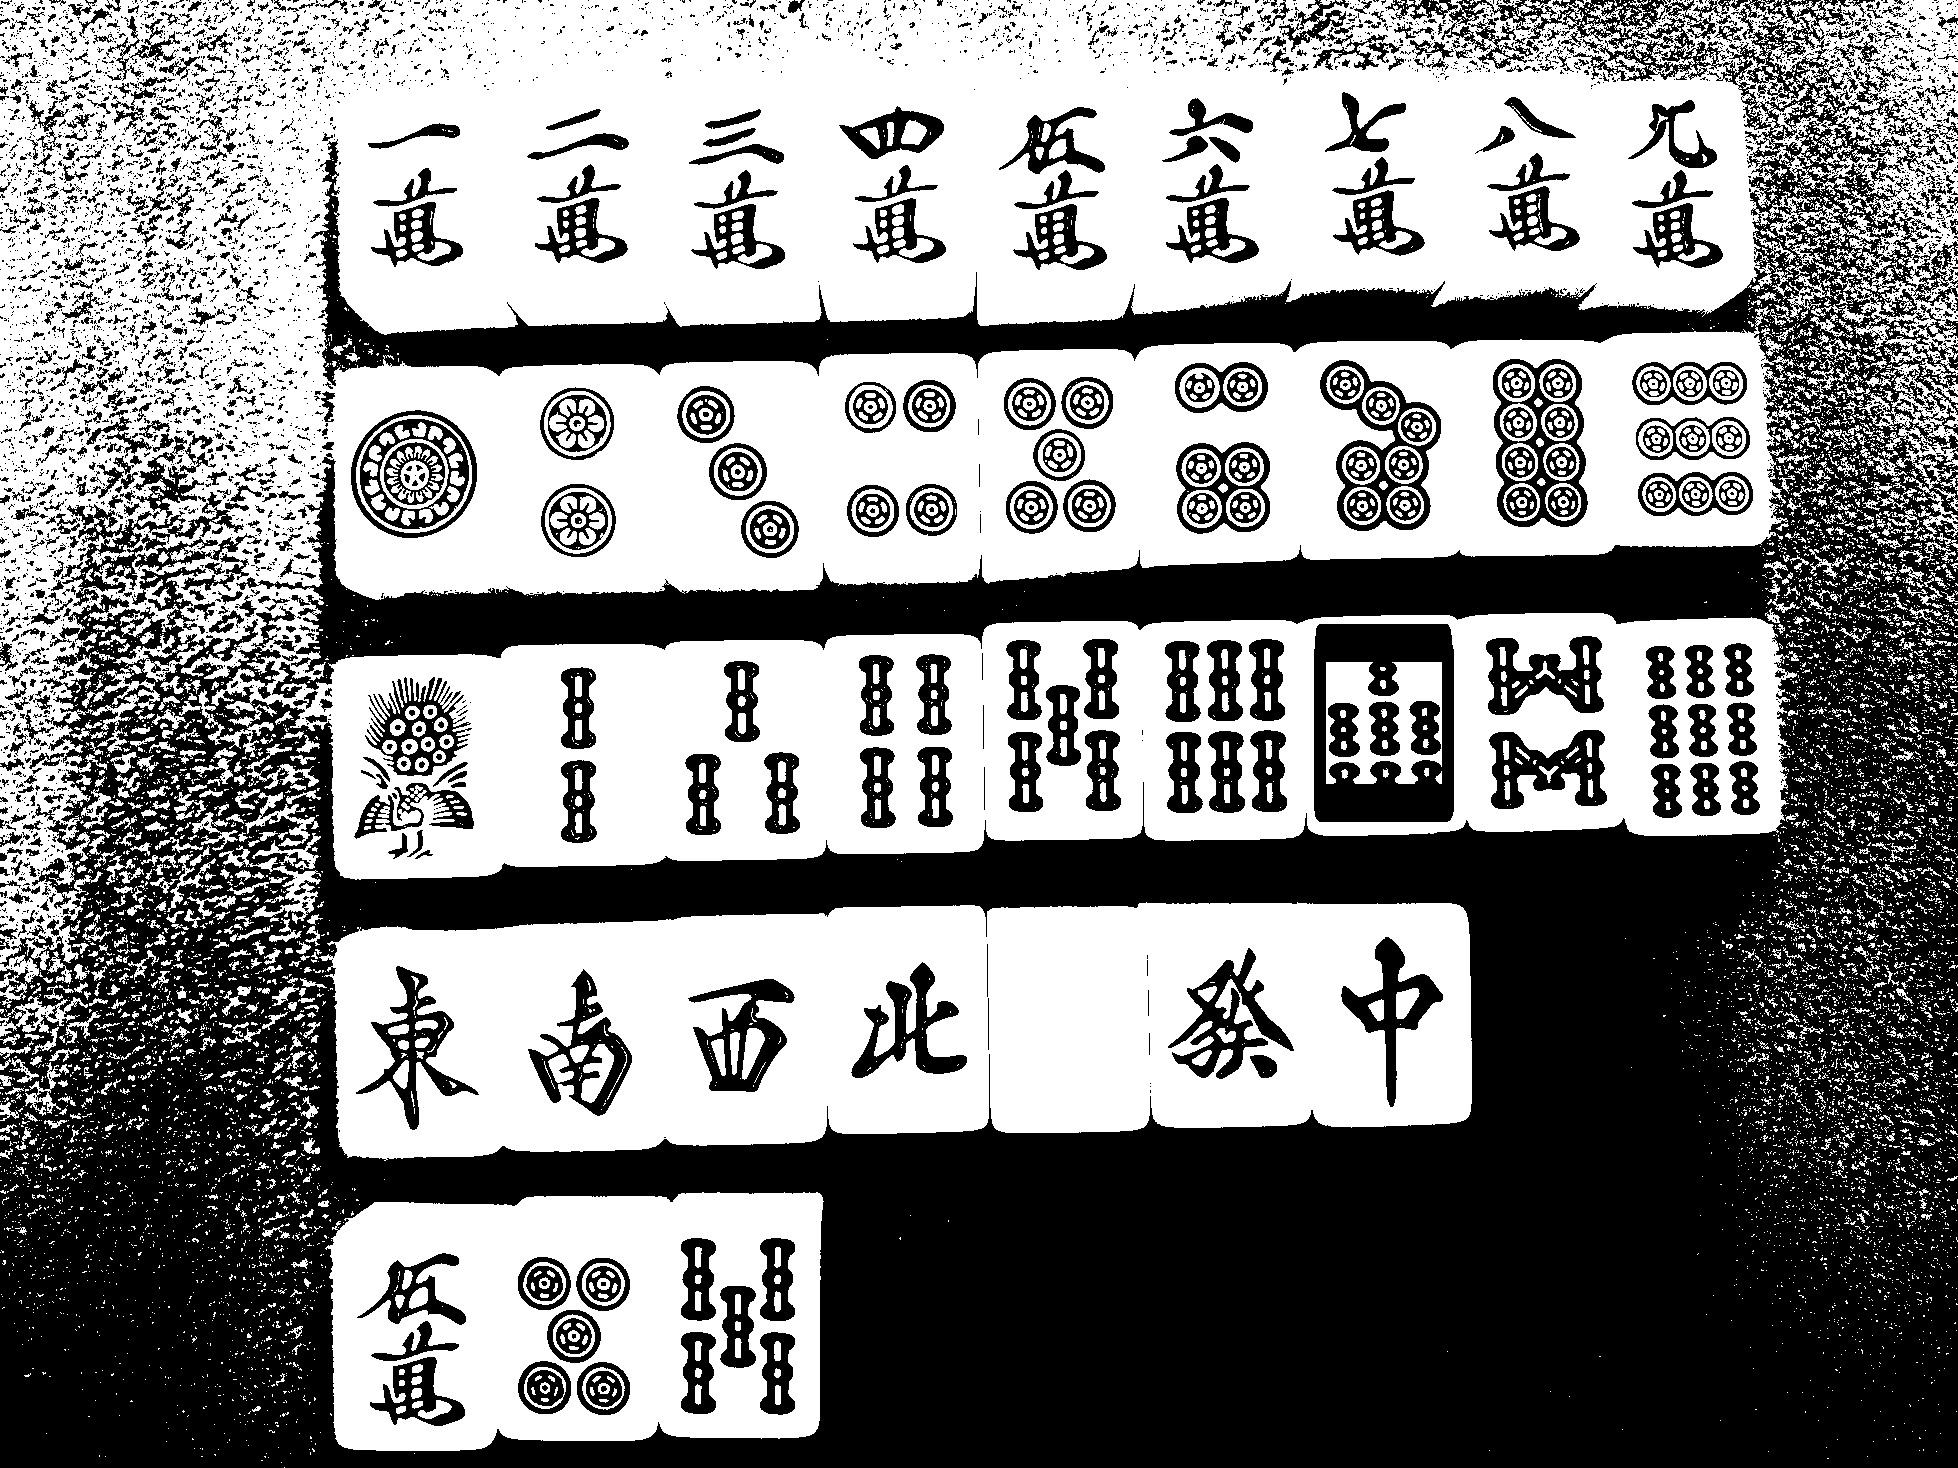 一 二 三 四 伍 六 七 八 九
萬 萬 萬 萬 萬 萬 萬 萬 萬
東 南 西 北 發 中
伍
萬